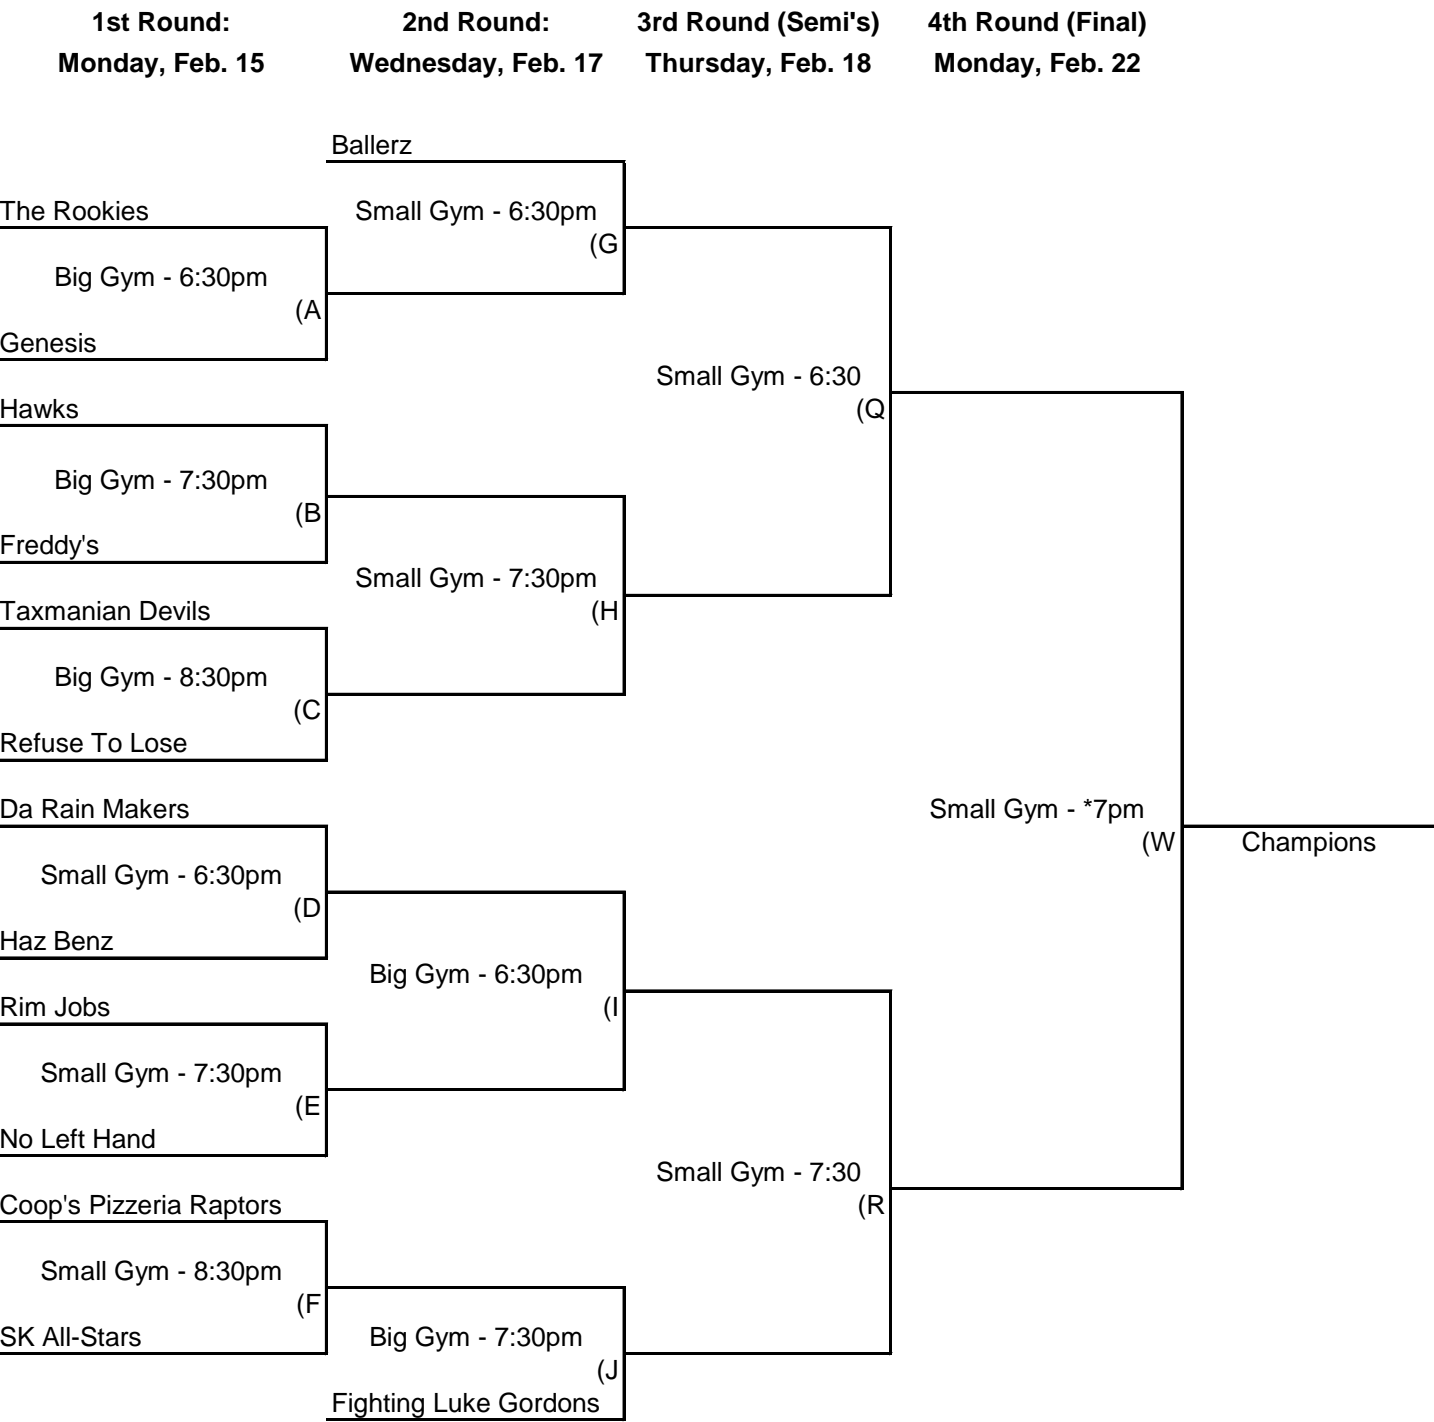 1st Round:
2nd Round:
3rd Round (Semi's)
4th Round (Final)
Monday, Feb. 15
Wednesday, Feb. 17
Thursday, Feb. 18
Monday, Feb. 22
Ballerz
The Rookies
Small Gym - 6:30pm
(G
Big Gym - 6:30pm
(A
Genesis
Small Gym - 6:30
(Q
Hawks
Big Gym - 7:30pm
(B
Freddy's
Small Gym - 7:30pm
(H
Taxmanian Devils
Big Gym - 8:30pm
(C
Refuse To Lose
Da Rain Makers
Small Gym - *7pm
(W
Champions
Small Gym - 6:30pm
(D
Haz Benz
Big Gym - 6:30pm
(I
Rim Jobs
Small Gym - 7:30pm
(E
No Left Hand
Small Gym - 7:30
(R
Coop's Pizzeria Raptors
Small Gym - 8:30pm
(F
SK All-Stars
Big Gym - 7:30pm
(J
Fighting Luke Gordons